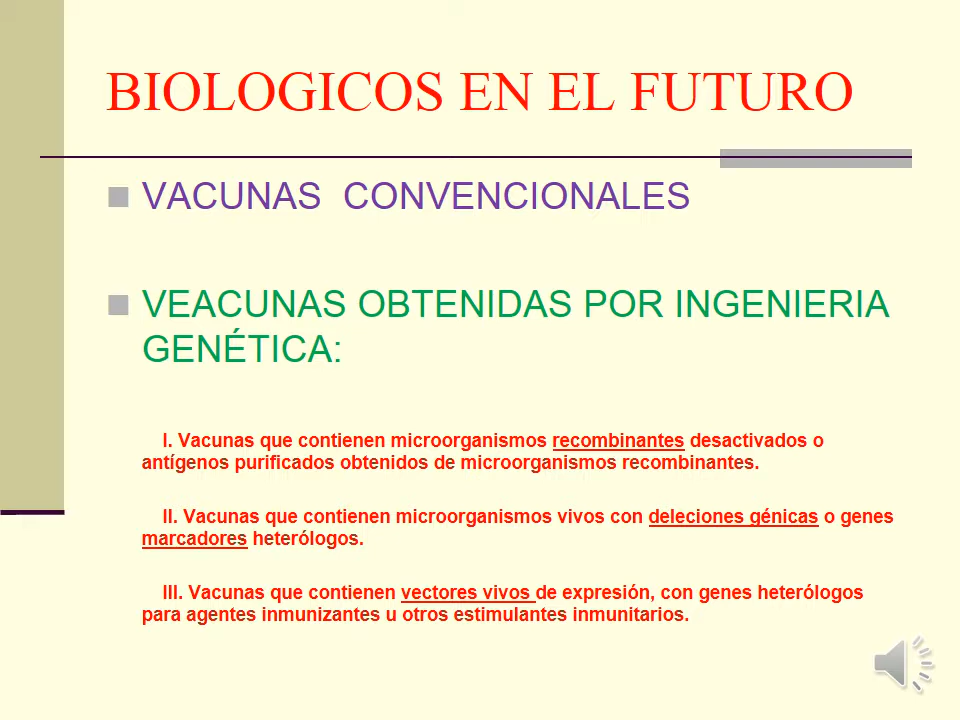 BIOLOGICOS EN EL FUTURO
VACUNAS CONVENCIONALES
VEACUNAS OBTENIDAS POR INGENIERIA
GENÉTICA:
I. Vacunas que contienen microorganismos recombinantes desactivados o
antígenos purificados obtenidos de microorganismos recombinantes.
II. Vacunas que contienen microorganismos vivos con deleciones génicas o genes
marcadores heterólogos.
III. Vacunas que contienen vectores vivos de expresión, con genes heterólogos
para agentes inmunizantes u otros estimulantes inmunitarios.